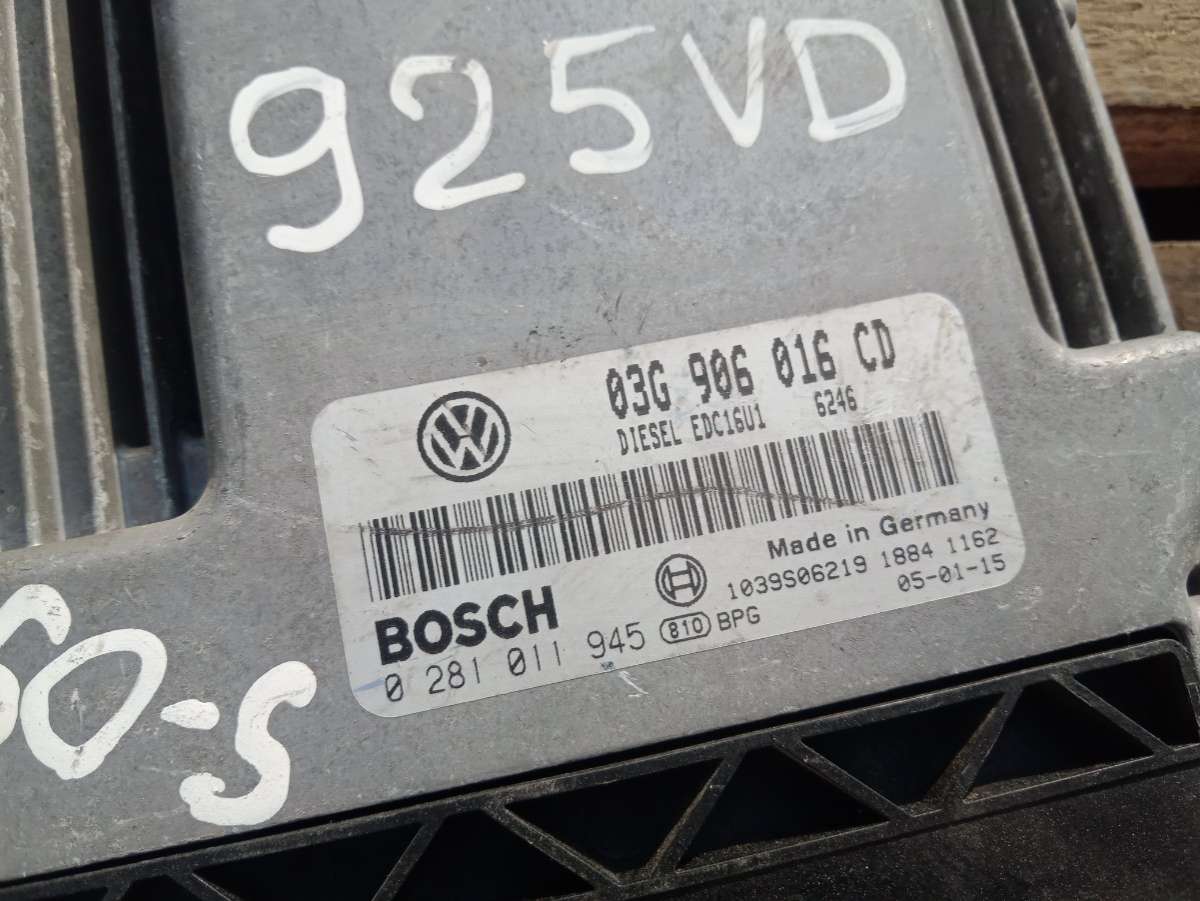 925VD
03G 906 016 CD
DIESEL EDC16U1 6246
Made in Germany
BOSCH
1039S06219 1884 1162
0 281 011 945 810 BPG
05-01-15
50-S